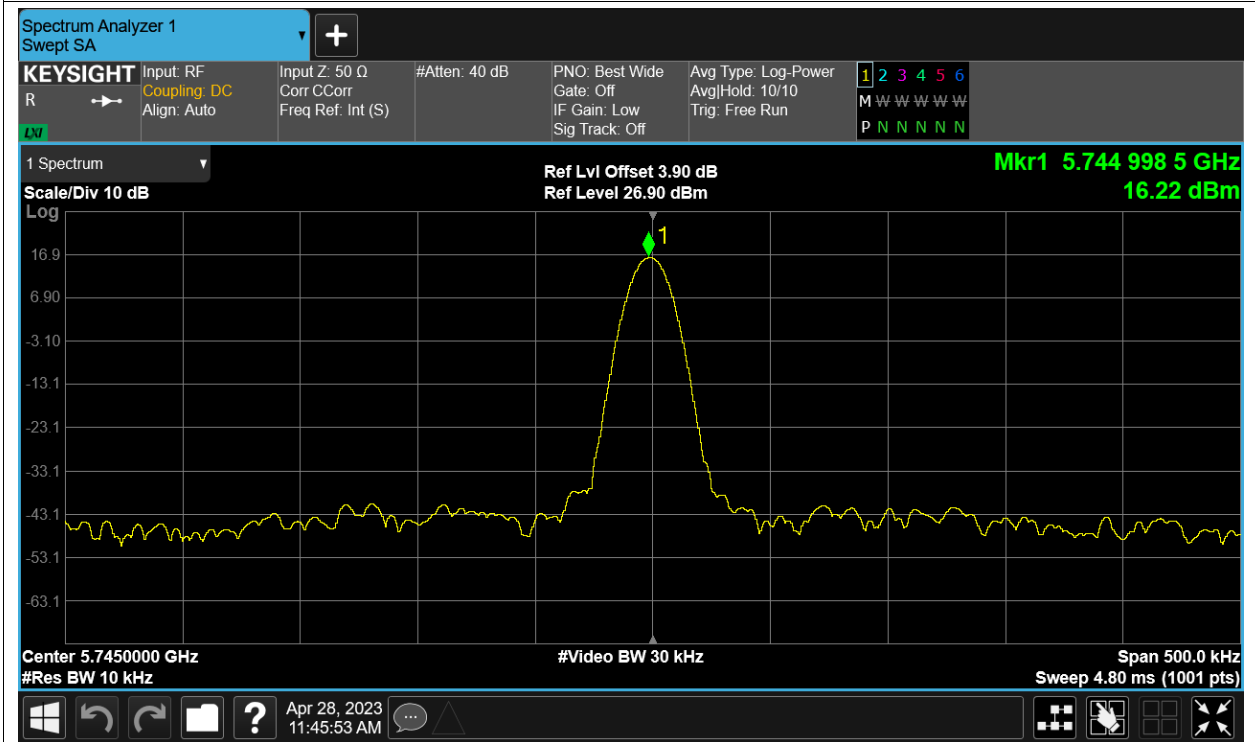 Spectrum Analyzer 1
Swept SA
KEYSIGHT
R
LXI
Input: RF
Coupling: DC
Align: Auto
Input Z: 50 Ω
Corr CCorr
Freq Ref: Int (S)
#Atten: 40 dB
PNO: Best Wide
Gate: Off
IF Gain: Low
Sig Track: Off
Avg Type: Log-Power
Avg|Hold: 10/10
Trig: Free Run
1 2 3 4 5 6
M W W W W W
P N N N N N
1 Spectrum
Scale/Div 10 dB
Log
Ref Lvl Offset 3.90 dB
Ref Level 26.90 dBm
Mkr1 5.744 998 5 GHz
16.22 dBm
1
16.9
6.90
-3.10
-13.1
-23.1
-33.1
-43.1
-53.1
-63.1
Center 5.7450000 GHz
#Video BW 30 kHz
Span 500.0 kHz
#Res BW 10 kHz
Sweep 4.80 ms (1001 pts)
?
Apr 28, 2023
11:45:53 AM